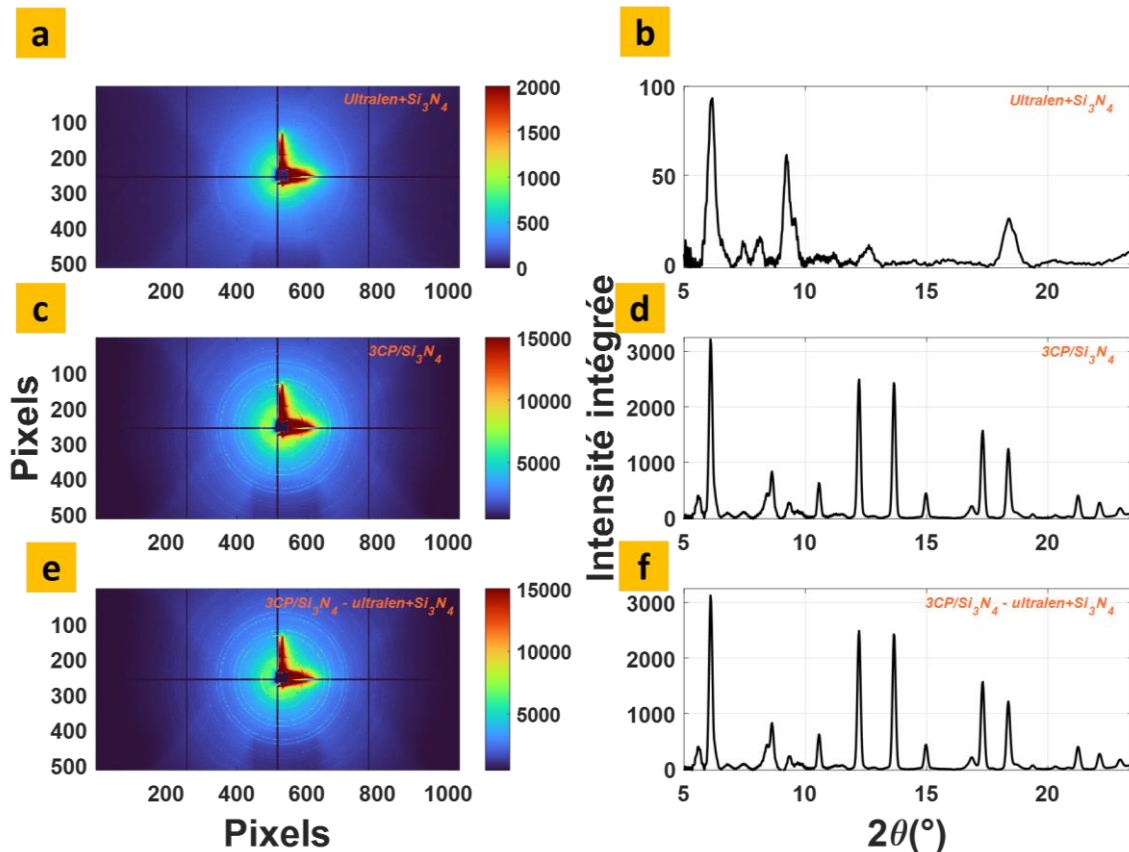 a
Ultralen+Si₃N₄
100
200
300
400
500
200 400 600 800 1000
2000
1500
1000
500
0
b
Ultralen+Si₃N₄
100
50
0
5 10 15 20
c
3CP/Si₃N₄
100
200
300
400
500
200 400 600 800 1000
15000
10000
5000
d
3CP/Si₃N₄
3000
2000
1000
0
5 10 15 20
e
3CP/Si₃N₄ - ultralen+Si₃N₄
100
200
300
400
500
200 400 600 800 1000
15000
10000
5000
f
3CP/Si₃N₄ - ultralen+Si₃N₄
3000
2000
1000
0
5 10 15 20
Pixels
Pixels
Intensité intégrée
2θ(°)